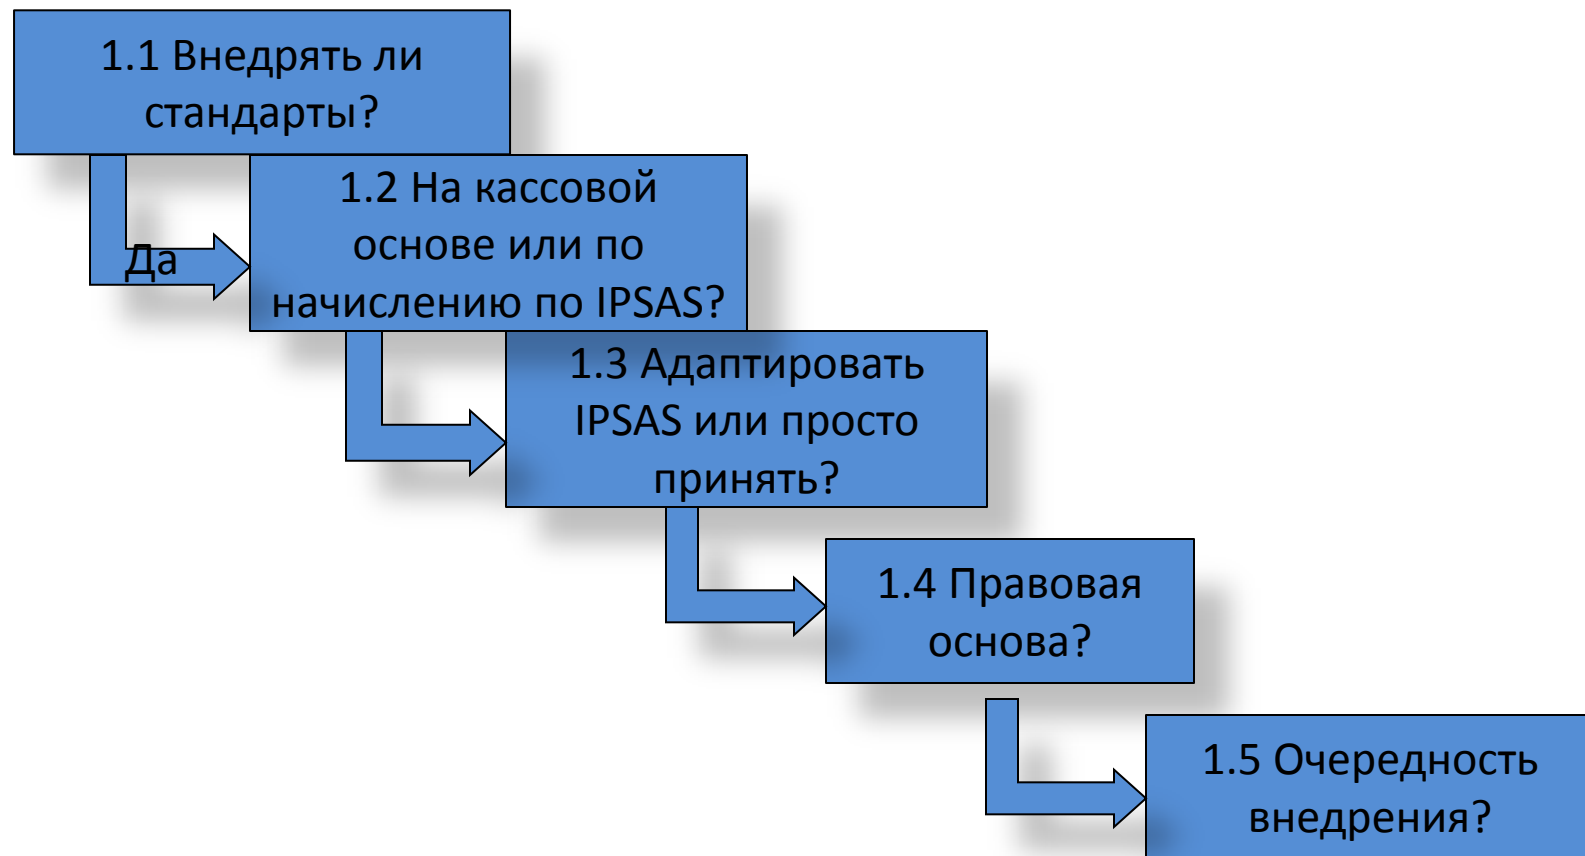 1.1 Внедрять ли
стандарты?
Да
1.2 На кассовой
основе или по
начислению по IPSAS?
1.3 Адаптировать
IPSAS или просто
принять?
1.4 Правовая
основа?
1.5 Очередность
внедрения?